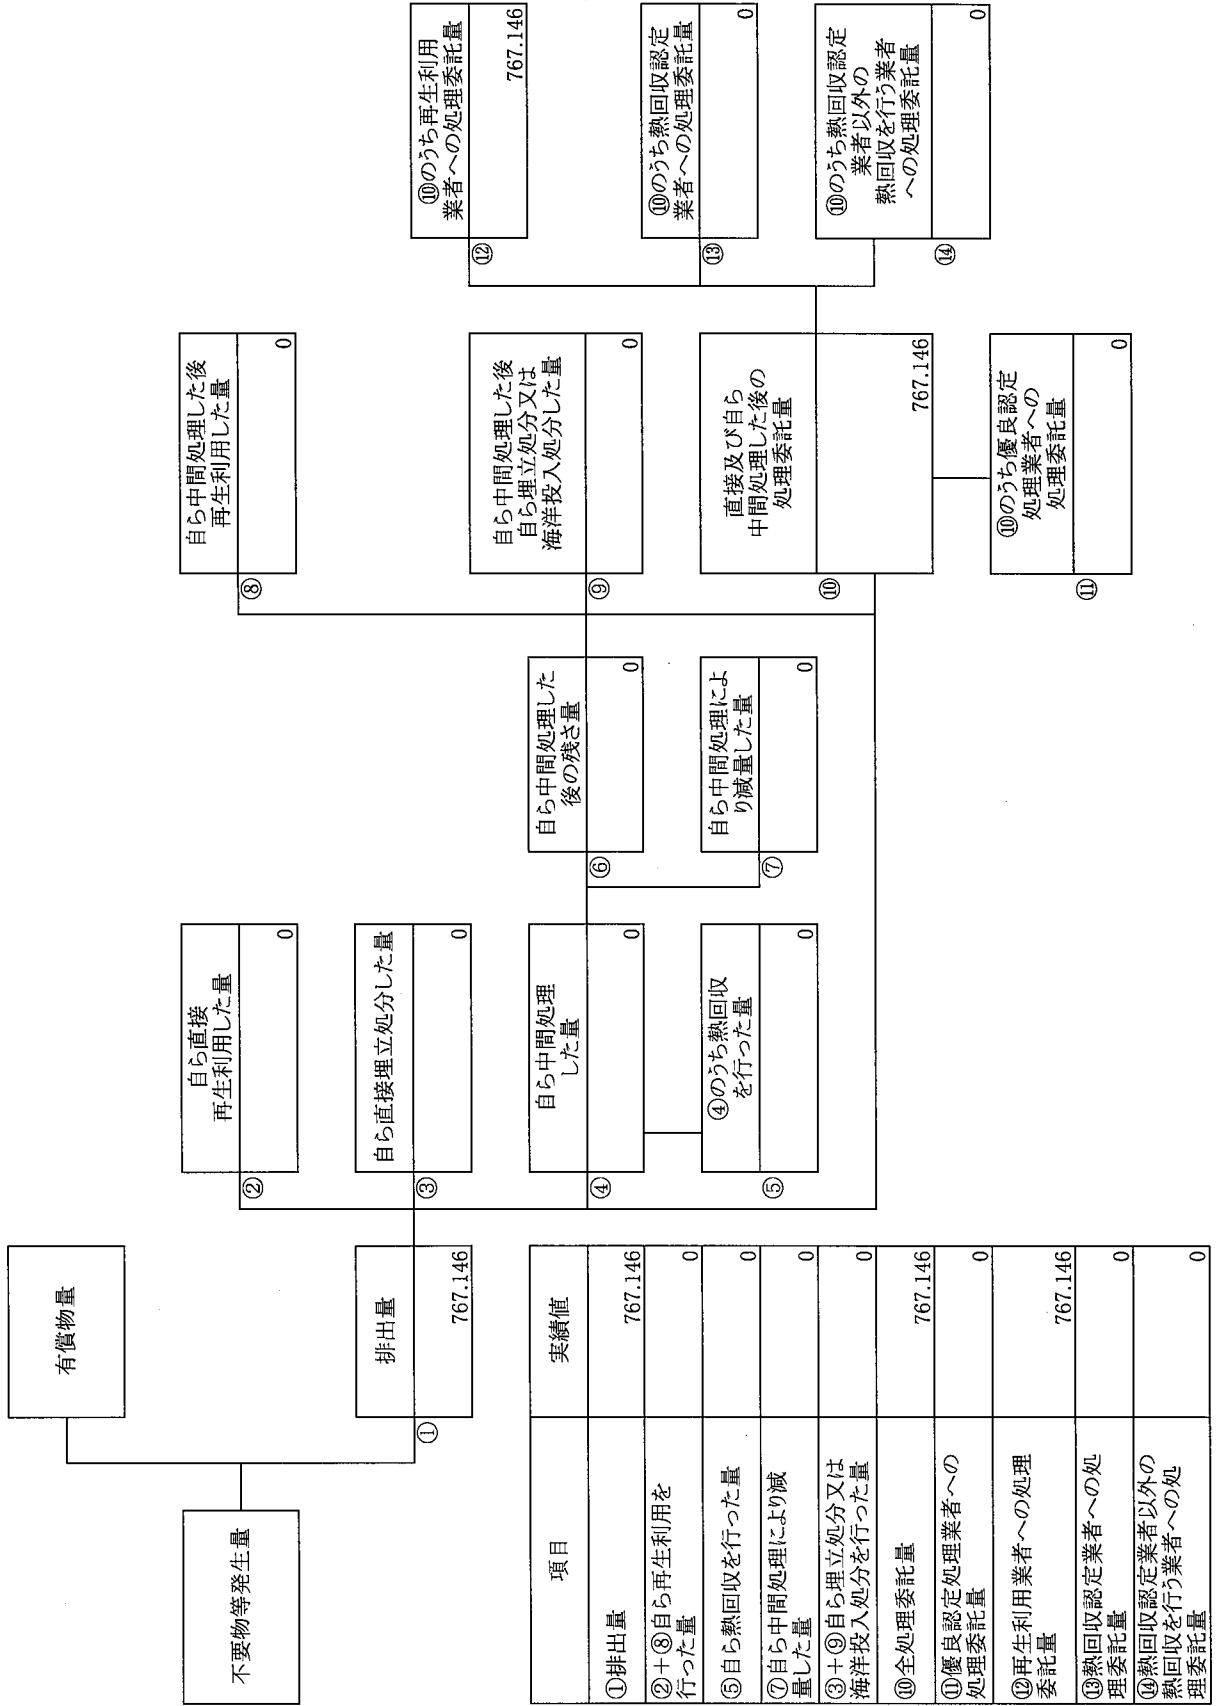 不要物等発生量
有償物量
①
排出量
767.146
②
自ら直接
再生利用した量
0
③
自ら直接埋立処分した量
0
④
自ら中間処理
した量
0
⑤
④のうち熱回収
を行った量
0
⑥
自ら中間処理した
後の残さ量
0
⑦
自ら中間処理によ
り減量した量
0
⑧
自ら中間処理した後
再生利用した量
0
⑨
自ら中間処理した後
自ら埋立処分又は
海洋投入処分した量
0
⑩
直接及び自ら
中間処理した後の
処理委託量
767.146
⑪
⑩のうち優良認定
処理業者への
処理委託量
0
⑫
⑩のうち再生利用
業者への処理委託量
767.146
⑬
⑩のうち熱回収認定
業者への処理委託量
0
⑭
⑩のうち熱回収認定
業者以外の
熱回収を行う業者
への処理委託量
0
項目
実績値
①排出量
767.146
②+⑧自ら再生利用を
行った量
0
⑤自ら熱回収を行った量
0
⑦自ら中間処理により減
量した量
0
③+⑨自ら埋立処分又は
海洋投入処分を行った量
0
⑩全処理委託量
767.146
⑪優良認定処理業者への
処理委託量
0
⑫再生利用業者への処理
委託量
767.146
⑬熱回収認定業者への処
理委託量
0
⑭熱回収認定業者以外の
熱回収を行う業者への処
理委託量
0